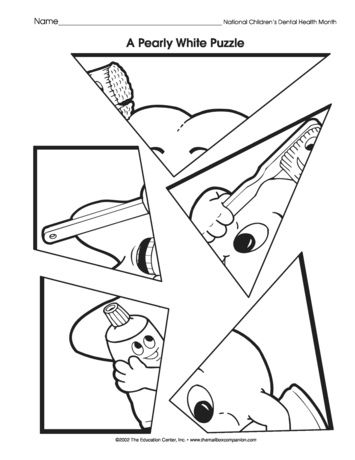 Name National Children's Dental Health Month
A Pearly White Puzzle
©2002 The Education Center, Inc. • www.themailboxcompanion.com